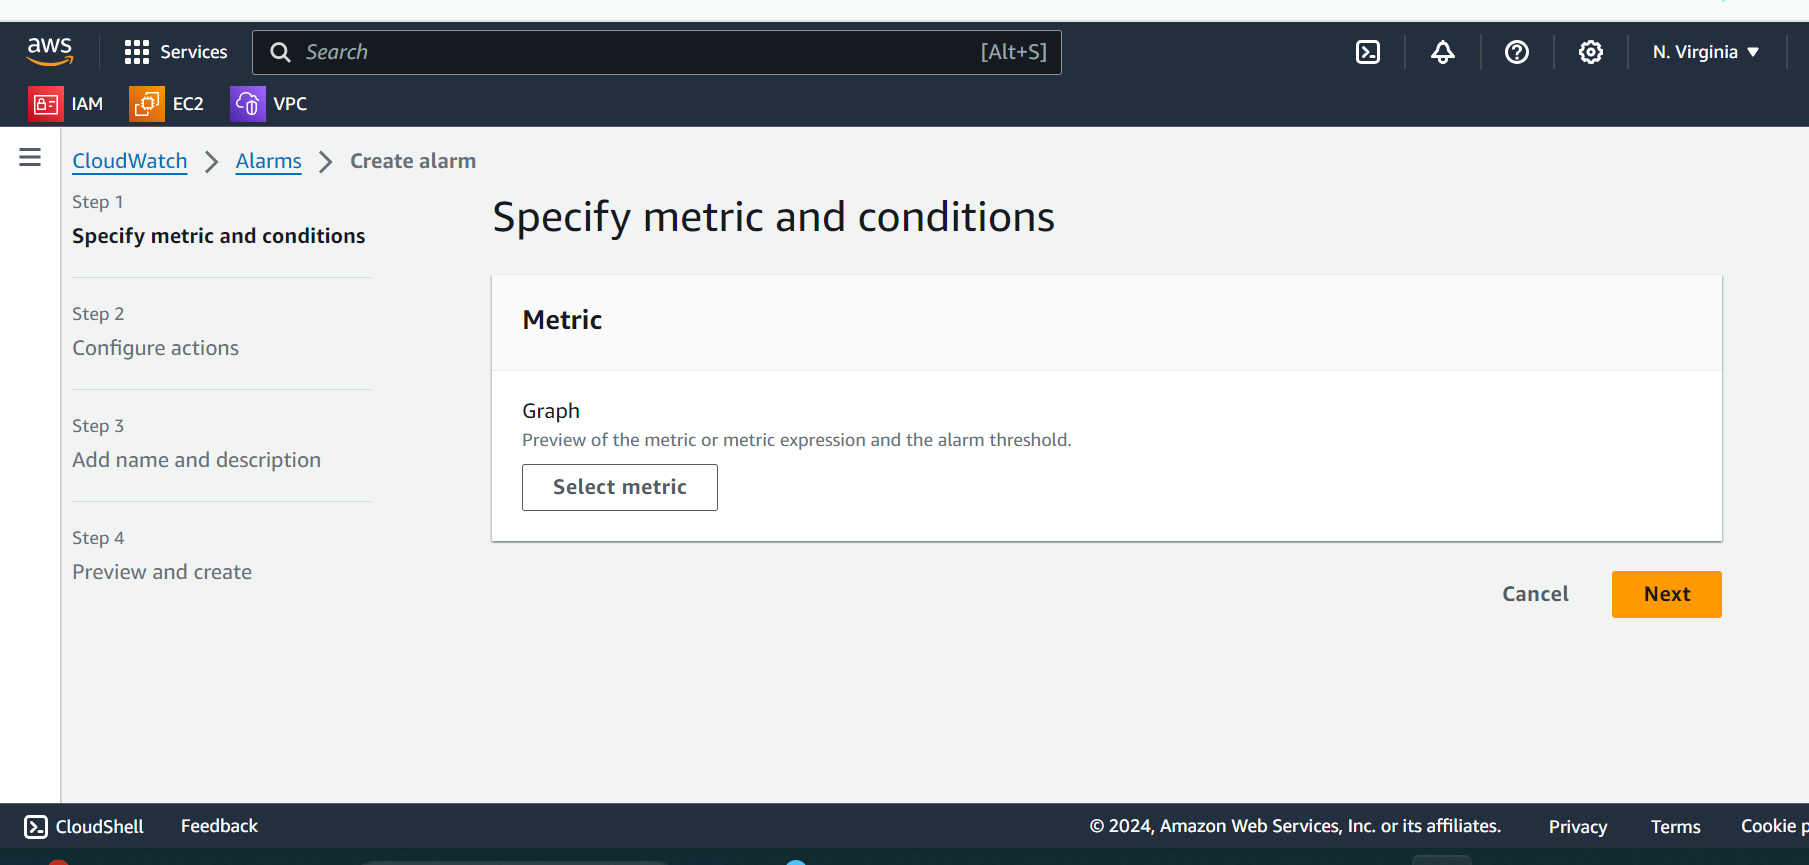 aws
Services
Search
[Alt+S]
N. Virginia
IAM
EC2
VPC
CloudWatch
Alarms
Create alarm
Step 1
Specify metric and conditions
Step 2
Configure actions
Step 3
Add name and description
Step 4
Preview and create
Specify metric and conditions
Metric
Graph
Preview of the metric or metric expression and the alarm threshold.
Select metric
Cancel
Next
CloudShell
Feedback
© 2024, Amazon Web Services, Inc. or its affiliates.
Privacy
Terms
Cookie p